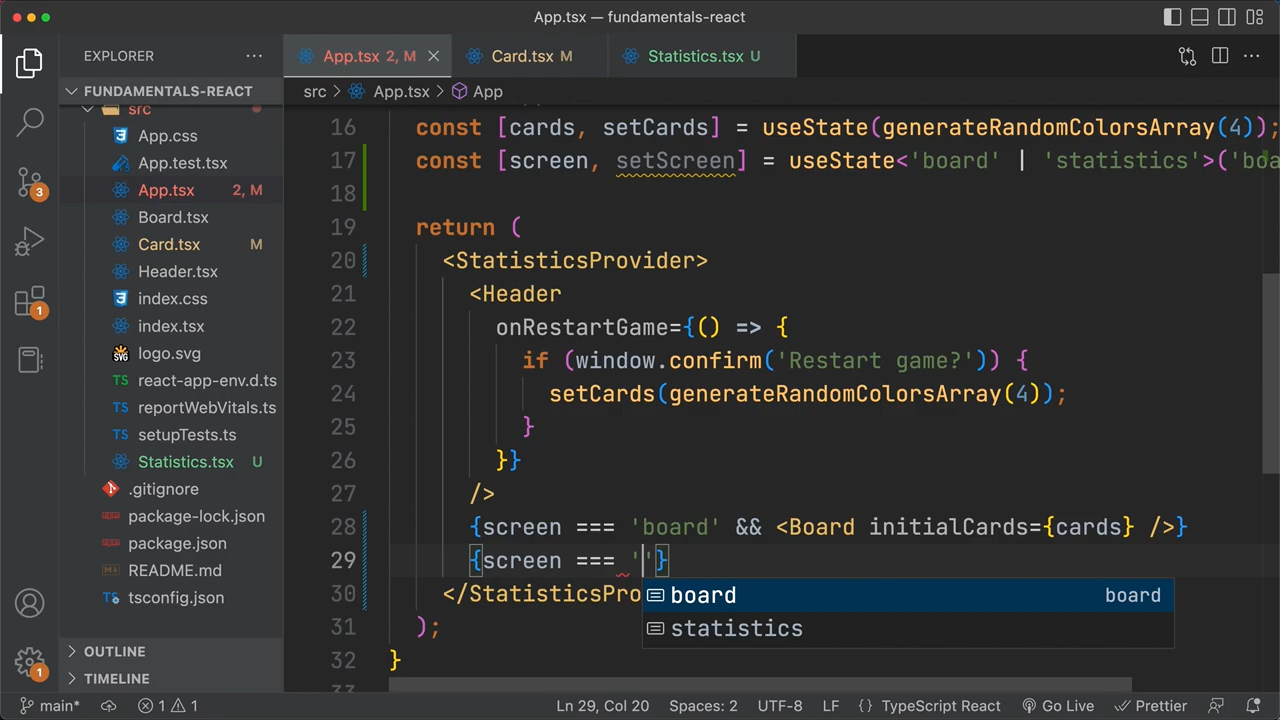 App.tsx — fundamentals-react
EXPLORER
App.tsx 2, M
Card.tsx M
Statistics.tsx U
FUNDAMENTALS-REACT
src
App.css
App.test.tsx
App.tsx 2, M
Board.tsx
Card.tsx M
Header.tsx
index.css
index.tsx
logo.svg
react-app-env.d.ts
reportWebVitals.ts
setupTests.ts
Statistics.tsx U
.gitignore
package-lock.json
package.json
README.md
tsconfig.json
OUTLINE
TIMELINE
3
1
1
src > App.tsx > App
16 const [cards, setCards] = useState(generateRandomColorsArray(4));
17 const [screen, setScreen] = useState<'board' | 'statistics'>('boa
18
19 return (
20 <StatisticsProvider>
21 <Header
22 onRestartGame={() => {
23 if (window.confirm('Restart game?')) {
24 setCards(generateRandomColorsArray(4));
25 }
26 }}
27 />
28 {screen === 'board' && <Board initialCards={cards} />}
29 {screen === ''}
30 </StatisticsPro
board board
statistics
31 );
32 }
33
main* 1 1
Ln 29, Col 20 Spaces: 2 UTF-8 LF {} TypeScript React Go Live Prettier